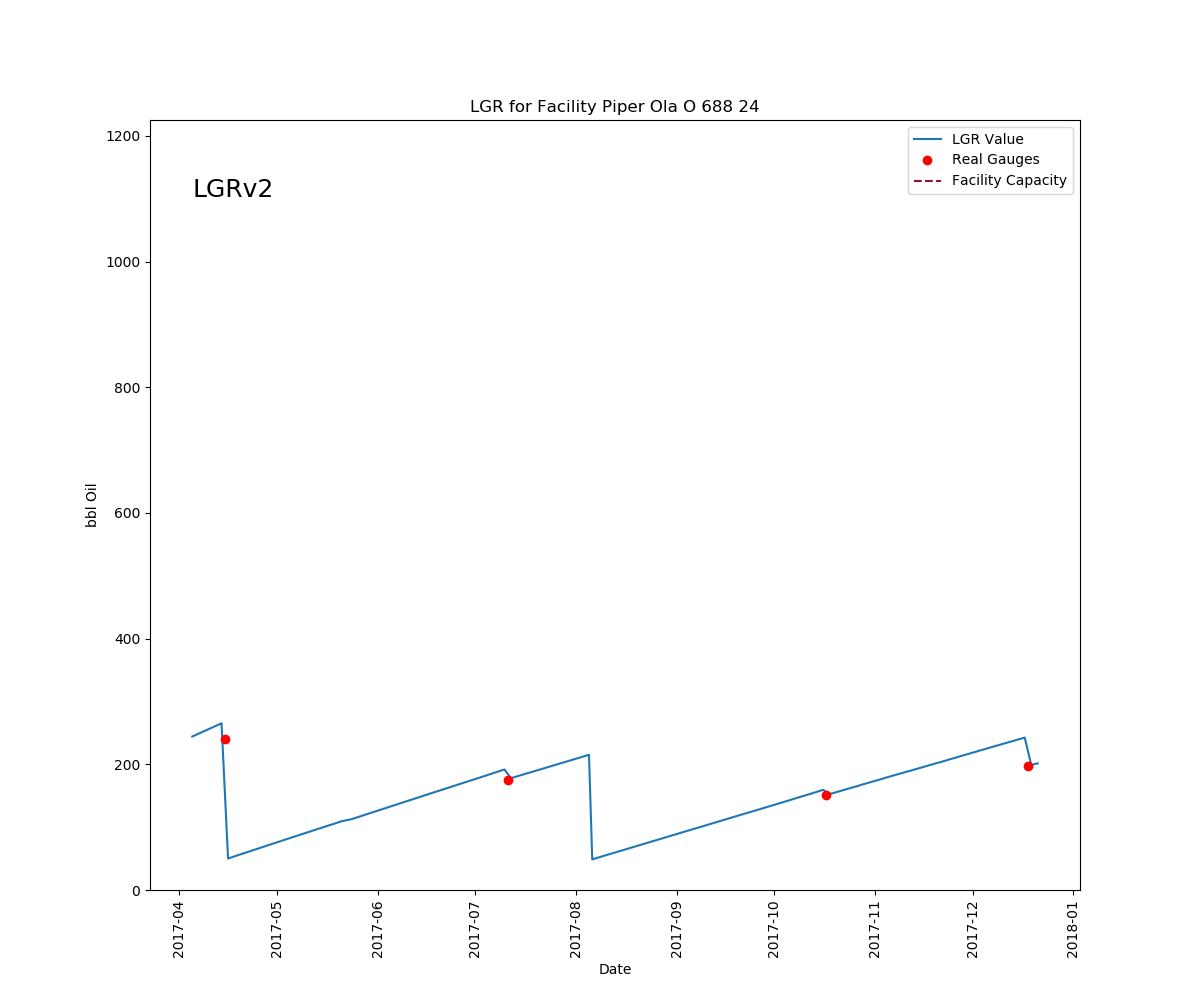 LGR for Facility Piper Ola O 688 24
LGRv2
LGR Value
Real Gauges
Facility Capacity
bbl Oil
1200
1000
800
600
400
200
0
2017-04
2017-05
2017-06
2017-07
2017-08
2017-09
2017-10
2017-11
2017-12
2018-01
Date